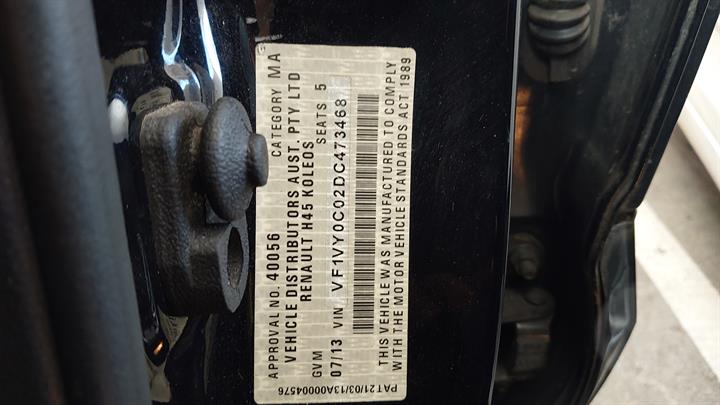 APPROVAL NO. 40056 CATEGORY MA
VEHICLE DISTRIBUTORS AUST. PTY LTD
RENAULT H45 KOLEOS
GVM SEATS 5
07/13 VIN VF1VY0C02DC473468
THIS VEHICLE WAS MANUFACTURED TO COMPLY
WITH THE MOTOR VEHICLE STANDARDS ACT 1989
PAT21/03/13A00004576